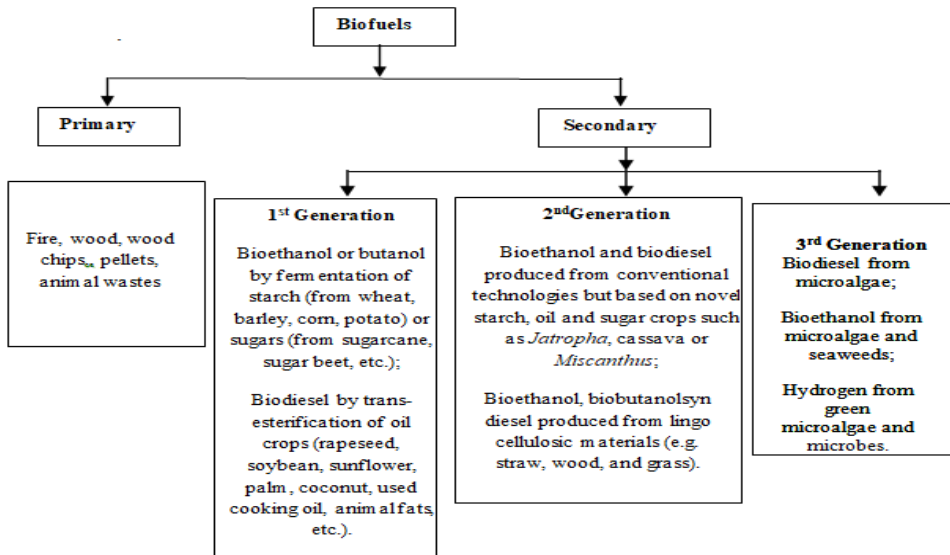 Biofuels
Primary
Secondary
Fire, wood, wood
chips, pellets,
animal wastes
1st Generation
Bioethanol or butanol
by fermentation of
starch (from wheat,
barley, corn, potato) or
sugars (from sugarcane,
sugar beet, etc.);
Biodiesel by trans-
esterification of oil
crops (rapeseed,
soybean, sunflower,
palm, coconut, used
cooking oil, animal fats,
etc.).
2ndGeneration
Bioethanol and biodiesel
produced from conventional
technologies but based on novel
starch, oil and sugar crops such
as Jatropha, cassava or
Miscanthus;
Bioethanol, biobutanolsyn
diesel produced from lingo
cellulosic materials (e.g.
straw, wood, and grass).
3rd Generation
Biodiesel from
microalgae;
Bioethanol from
microalgae and
seaweeds;
Hydrogen from
green
microalgae and
microbes.